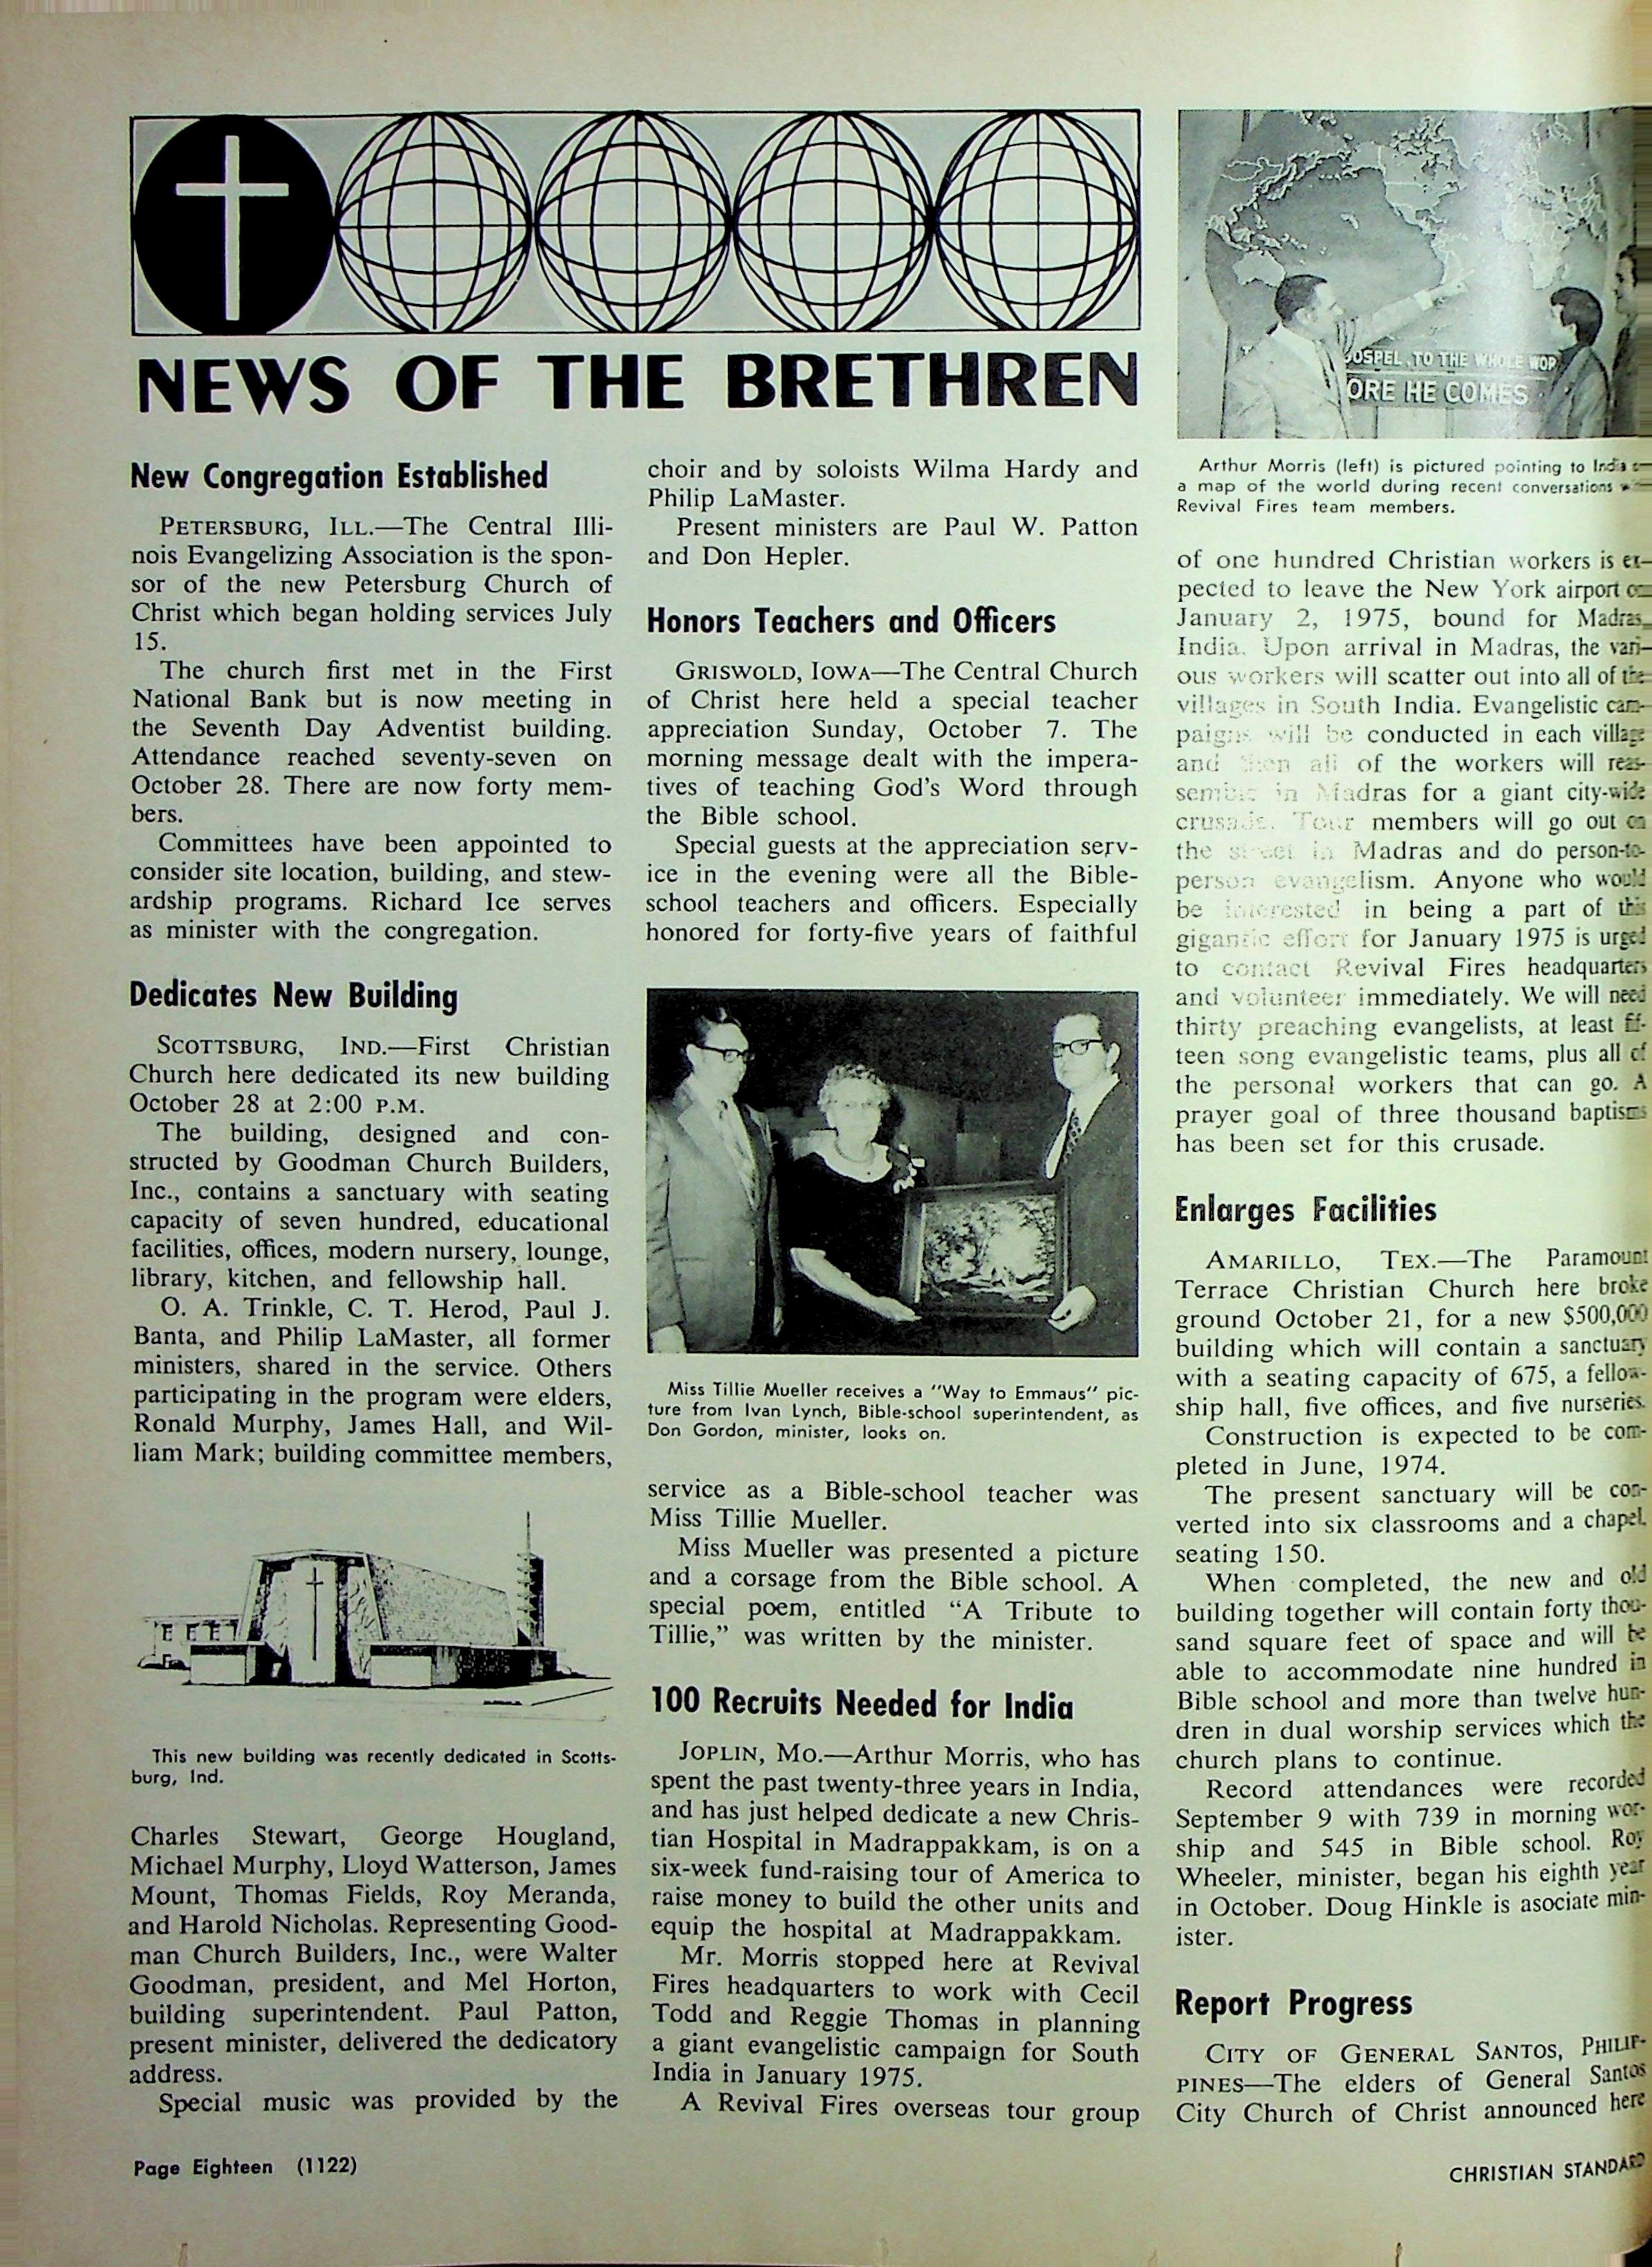 NEWS OF THE BRETHREN
New Congregation Established
PETERSBURG, ILL.—The Central Illi-
nois Evangelizing Association is the spon-
sor of the new Petersburg Church of
Christ which began holding services July
15.
The church first met in the First
National Bank but is now meeting in
the Seventh Day Adventist building.
Attendance reached seventy-seven on
October 28. There are now forty mem-
bers.
Committees have been appointed to
consider site location, building, and stew-
ardship programs. Richard Ice serves
as minister with the congregation.
Dedicates New Building
SCOTTSBURG, IND.—First Christian
Church here dedicated its new building
October 28 at 2:00 P.M.
The building, designed and con-
structed by Goodman Church Builders,
Inc., contains a sanctuary with seating
capacity of seven hundred, educational
facilities, offices, modern nursery, lounge,
library, kitchen, and fellowship hall.
O. A. Trinkle, C. T. Herod, Paul J.
Banta, and Philip LaMaster, all former
ministers, shared in the service. Others
participating in the program were elders,
Ronald Murphy, James Hall, and Wil-
liam Mark; building committee members,
This new building was recently dedicated in Scotts-
burg, Ind.
Charles Stewart, George Hougland,
Michael Murphy, Lloyd Watterson, James
Mount, Thomas Fields, Roy Meranda,
and Harold Nicholas. Representing Good-
man Church Builders, Inc., were Walter
Goodman, president, and Mel Horton,
building superintendent. Paul Patton,
present minister, delivered the dedicatory
address.
Special music was provided by the
choir and by soloists Wilma Hardy and
Philip LaMaster.
Present ministers are Paul W. Patton
and Don Hepler.
Honors Teachers and Officers
GRISWOLD, IOWA—The Central Church
of Christ here held a special teacher
appreciation Sunday, October 7. The
morning message dealt with the impera-
tives of teaching God's Word through
the Bible school.
Special guests at the appreciation serv-
ice in the evening were all the Bible-
school teachers and officers. Especially
honored for forty-five years of faithful
Miss Tillie Mueller receives a "Way to Emmaus" pic-
ture from Ivan Lynch, Bible-school superintendent, as
Don Gordon, minister, looks on.
service as a Bible-school teacher was
Miss Tillie Mueller.
Miss Mueller was presented a picture
and a corsage from the Bible school. A
special poem, entitled "A Tribute to
Tillie," was written by the minister.
100 Recruits Needed for India
JOPLIN, MO.—Arthur Morris, who has
spent the past twenty-three years in India,
and has just helped dedicate a new Chris-
tian Hospital in Madrappakkam, is on a
six-week fund-raising tour of America to
raise money to build the other units and
equip the hospital at Madrappakkam.
Mr. Morris stopped here at Revival
Fires headquarters to work with Cecil
Todd and Reggie Thomas in planning
a giant evangelistic campaign for South
India in January 1975.
A Revival Fires overseas tour group
OSPEL TO THE WHOLE WOR
ORE HE COMES
Arthur Morris (left) is pictured pointing to India
a map of the world during recent conversations
Revival Fires team members.
of one hundred Christian workers is ex-
pected to leave the New York airport on
January 2, 1975, bound for Madras,
India. Upon arrival in Madras, the vari-
ous workers will scatter out into all of the
villages in South India. Evangelistic cam-
paigns will be conducted in each village
and then all of the workers will reas-
semble in Madras for a giant city-wide
crusade. Tour members will go out on
the street in Madras and do person-to-
person evangelism. Anyone who would
be interested in being a part of this
gigantic effort for January 1975 is urged
to contact Revival Fires headquarters
and volunteer immediately. We will need
thirty preaching evangelists, at least fif-
teen song evangelistic teams, plus all of
the personal workers that can go. A
prayer goal of three thousand baptisms
has been set for this crusade.
Enlarges Facilities
AMARILLO, TEX.—The Paramount
Terrace Christian Church here broke
ground October 21, for a new $500,000
building which will contain a sanctuary
with a seating capacity of 675, a fellow-
ship hall, five offices, and five nurseries.
Construction is expected to be com-
pleted in June, 1974.
The present sanctuary will be con-
verted into six classrooms and a chapel
seating 150.
When completed, the new and old
building together will contain forty thou-
sand square feet of space and will be
able to accommodate nine hundred in
Bible school and more than twelve hun-
dren in dual worship services which the
church plans to continue.
Record attendances were recorded
September 9 with 739 in morning wor-
ship and 545 in Bible school. Roy
Wheeler, minister, began his eighth year
in October. Doug Hinkle is asociate min-
ister.
Report Progress
CITY OF GENERAL SANTOS, PHILIP-
PINES—The elders of General Santos
City Church of Christ announced here
Page Eighteen (1122)
CHRISTIAN STANDARD